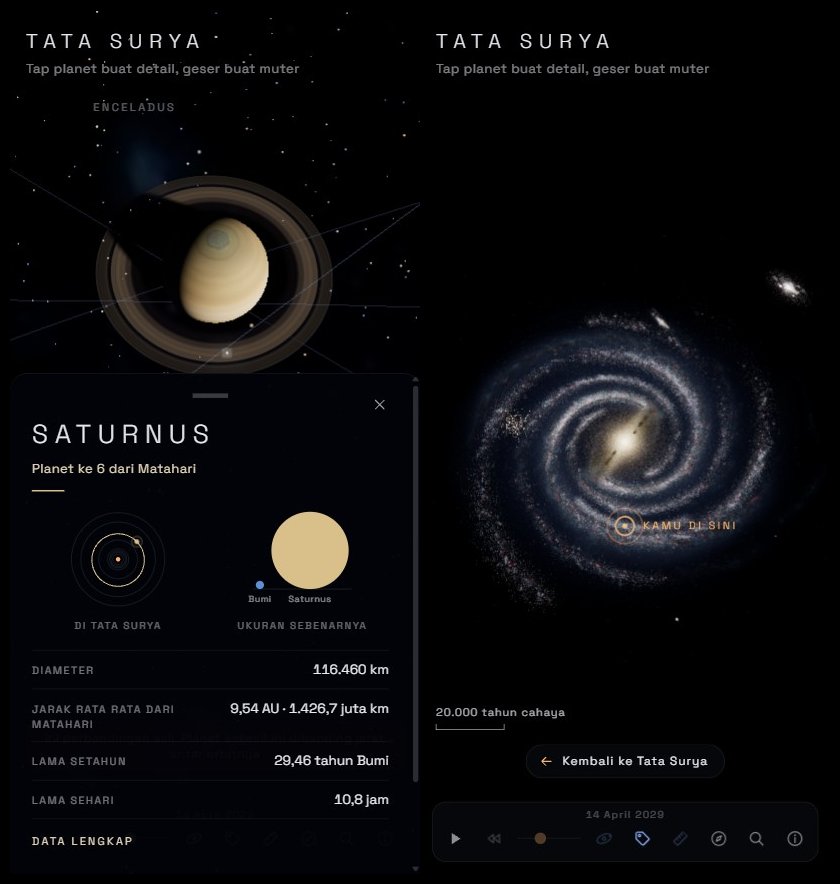 TATA SURYA
Tap planet buat detail, geser buat muter
ENCELADUS
SATURNUS
Planet ke 6 dari Matahari
Bumi
Saturnus
DI TATA SURYA
UKURAN SEBENARNYA
DIAMETER
116.460 km
JARAK RATA RATA DARI
MATAHARI
9,54 AU · 1.426,7 juta km
LAMA SETAHUN
29,46 tahun Bumi
LAMA SEHARI
10,8 jam
DATA LENGKAP
TATA SURYA
Tap planet buat detail, geser buat muter
KAMU DI SINI
20.000 tahun cahaya
← Kembali ke Tata Surya
14 April 2029